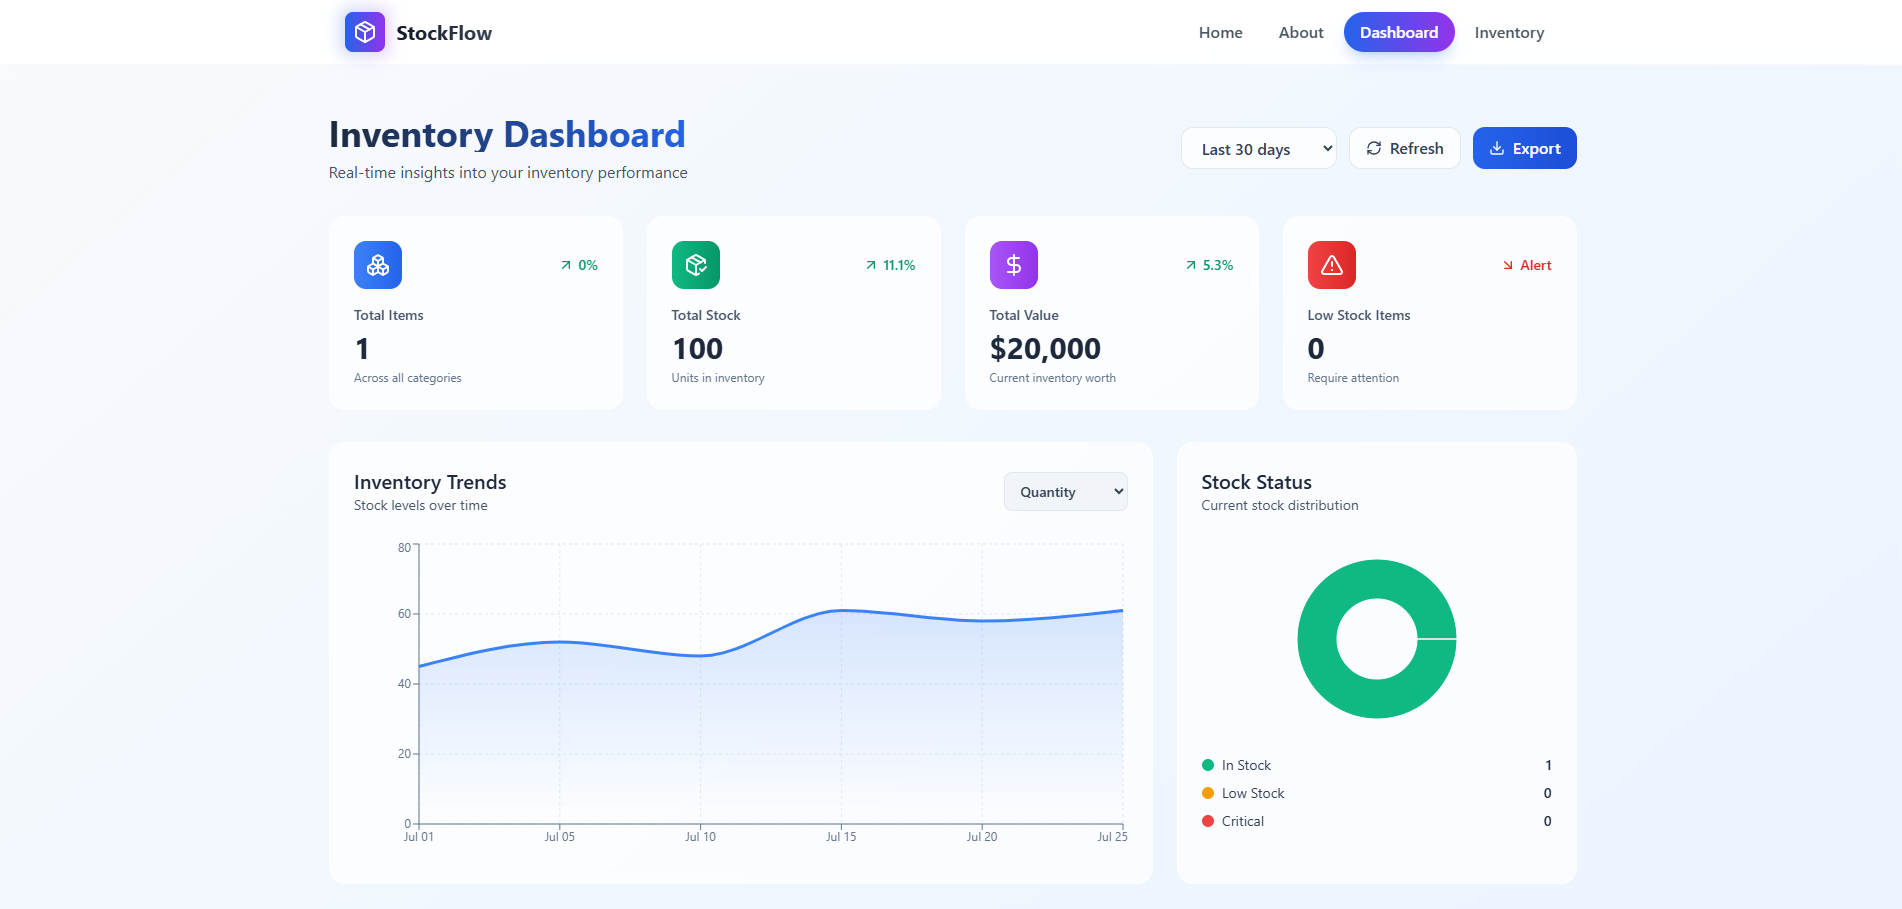 StockFlow
Home About Dashboard Inventory
Inventory Dashboard
Real-time insights into your inventory performance
Last 30 days Refresh Export
0%
Total Items
1
Across all categories
11.1%
Total Stock
100
Units in inventory
5.3%
Total Value
$20,000
Current inventory worth
Alert
Low Stock Items
0
Require attention
Inventory Trends
Stock levels over time
Quantity
80
60
40
20
0
Jul 01 Jul 05 Jul 10 Jul 15 Jul 20 Jul 25
Stock Status
Current stock distribution
In Stock 1
Low Stock 0
Critical 0